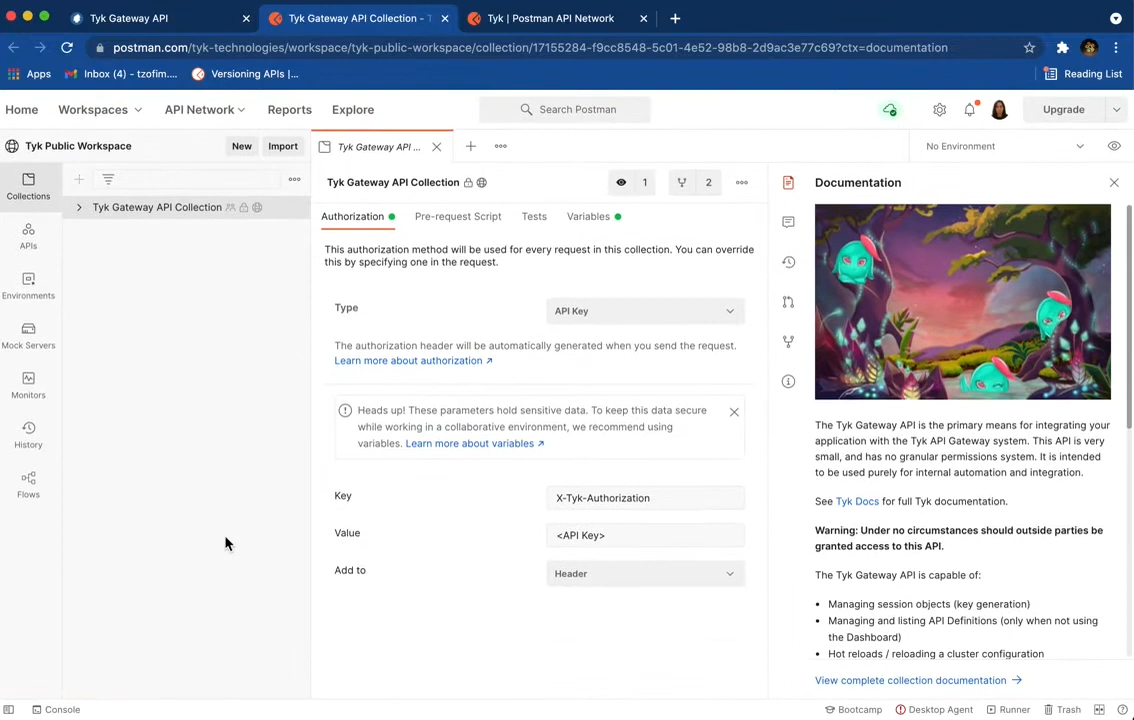 Tyk Gateway API
Tyk Gateway API Collection - T
Tyk | Postman API Network
postman.com/tyk-technologies/workspace/tyk-public-workspace/collection/17155284-f9cc8548-5c01-4e52-98b8-2d9ac3e77c69?ctx=documentation
Apps
Inbox (4) - tzofim....
Versioning APIs |...
Reading List
Home
Workspaces
API Network
Reports
Explore
Search Postman
Upgrade
Tyk Public Workspace
New
Import
Tyk Gateway API ...
No Environment
Collections
APIs
Environments
Mock Servers
Monitors
History
Flows
Tyk Gateway API Collection
Tyk Gateway API Collection
1
2
Authorization
Pre-request Script
Tests
Variables
This authorization method will be used for every request in this collection. You can override
this by specifying one in the request.
Type
API Key
The authorization header will be automatically generated when you send the request.
Learn more about authorization ↗
Heads up! These parameters hold sensitive data. To keep this data secure
while working in a collaborative environment, we recommend using
variables. Learn more about variables ↗
Key
X-Tyk-Authorization
Value
<API Key>
Add to
Header
Documentation
The Tyk Gateway API is the primary means for integrating your
application with the Tyk API Gateway system. This API is very
small, and has no granular permissions system. It is intended
to be used purely for internal automation and integration.
See Tyk Docs for full Tyk documentation.
Warning: Under no circumstances should outside parties be
granted access to this API.
The Tyk Gateway API is capable of:
• Managing session objects (key generation)
• Managing and listing API Definitions (only when not using
the Dashboard)
• Hot reloads / reloading a cluster configuration
View complete collection documentation →
Console
Bootcamp
Desktop Agent
Runner
Trash